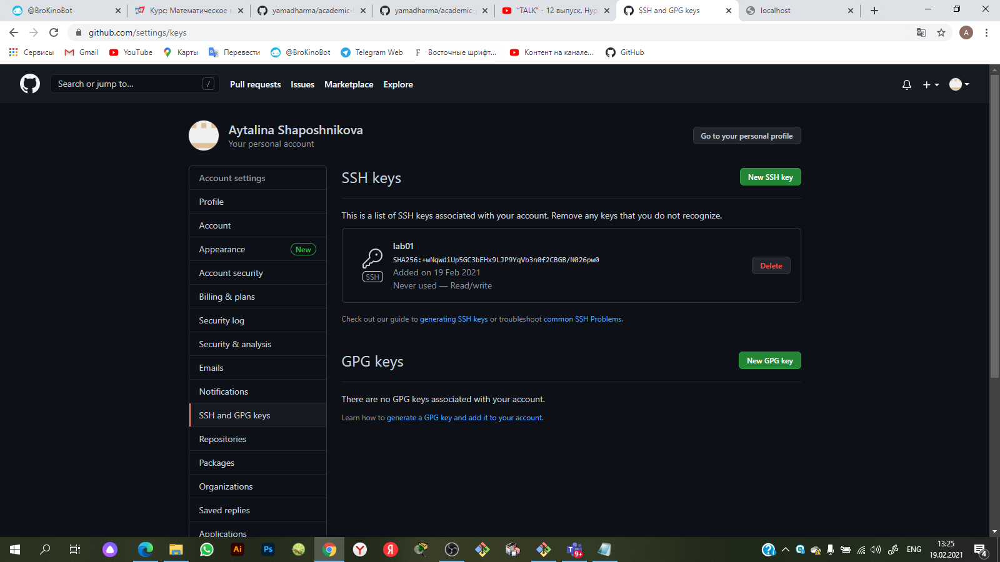 @BroKinoBot
Курс: Математическое
yamadharma/academic-
yamadharma/academic-
"TALK" - 12 выпуск. Нур
SSH and GPG keys
localhost
github.com/settings/keys
A
Сервисы
Gmail
YouTube
Карты
Перевести
@BroKinoBot
Telegram Web
F Восточные шрифт...
Контент на канале...
GitHub
Search or jump to...
/
Pull requests
Issues
Marketplace
Explore
Aytalina Shaposhnikova
Your personal account
Go to your personal profile
Account settings
Profile
Account
Appearance
New
Account security
Billing & plans
Security log
Security & analysis
Emails
Notifications
SSH and GPG keys
Repositories
Packages
Organizations
Saved replies
Applications
SSH keys
New SSH key
This is a list of SSH keys associated with your account. Remove any keys that you do not recognize.
lab01
SHA256:+wNqwdiUp5GC3bEHx9LJP9YqVb3n0f2CBGB/N026pw0
Added on 19 Feb 2021
Never used — Read/write
SSH
Delete
Check out our guide to generating SSH keys or troubleshoot common SSH Problems.
GPG keys
New GPG key
There are no GPG keys associated with your account.
Learn how to generate a GPG key and add it to your account.
Ai
Ps
9+
ENG
13:25
19.02.2021
4